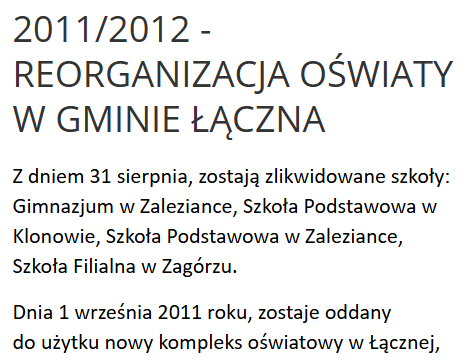 2011/2012 -
REORGANIZACJA OŚWIATY
W GMINIE ŁĄCZNA
Z dniem 31 sierpnia, zostają zlikwidowane szkoły:
Gimnazjum w Zaleziance, Szkoła Podstawowa w
Klonowie, Szkoła Podstawowa w Zaleziance,
Szkoła Filialna w Zagórzu.
Dnia 1 września 2011 roku, zostaje oddany
do użytku nowy kompleks oświatowy w Łącznej,